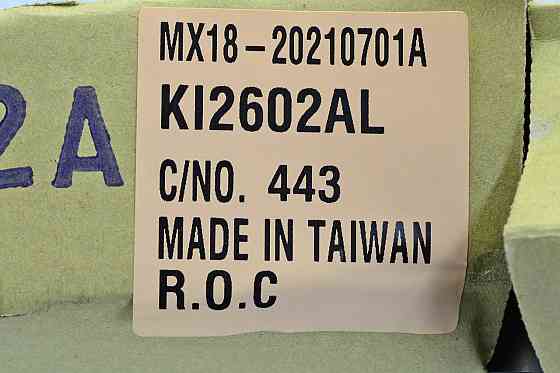 MX18-20210701A
KI2602AL
C/NO. 443
MADE IN TAIWAN
R.O.C
2A